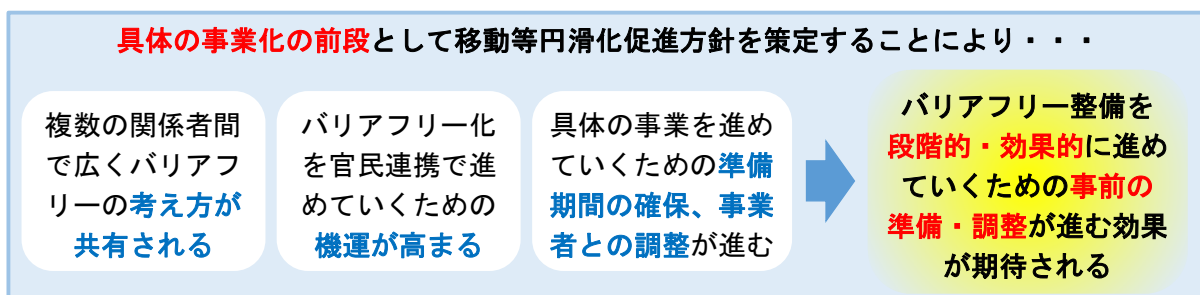 具体の事業化の前段として移動等円滑化促進方針を策定することにより・・・
複数の関係者間
で広くバリアフ
リーの考え方が
共有される
バリアフリー化
を官民連携で進
めていくための
機運が高まる
具体の事業を進め
ていくための準備
期間の確保、事業
者との調整が進む
バリアフリー整備を
段階的・効果的に進め
ていくための事前の
準備・調整が進む効果
が期待される